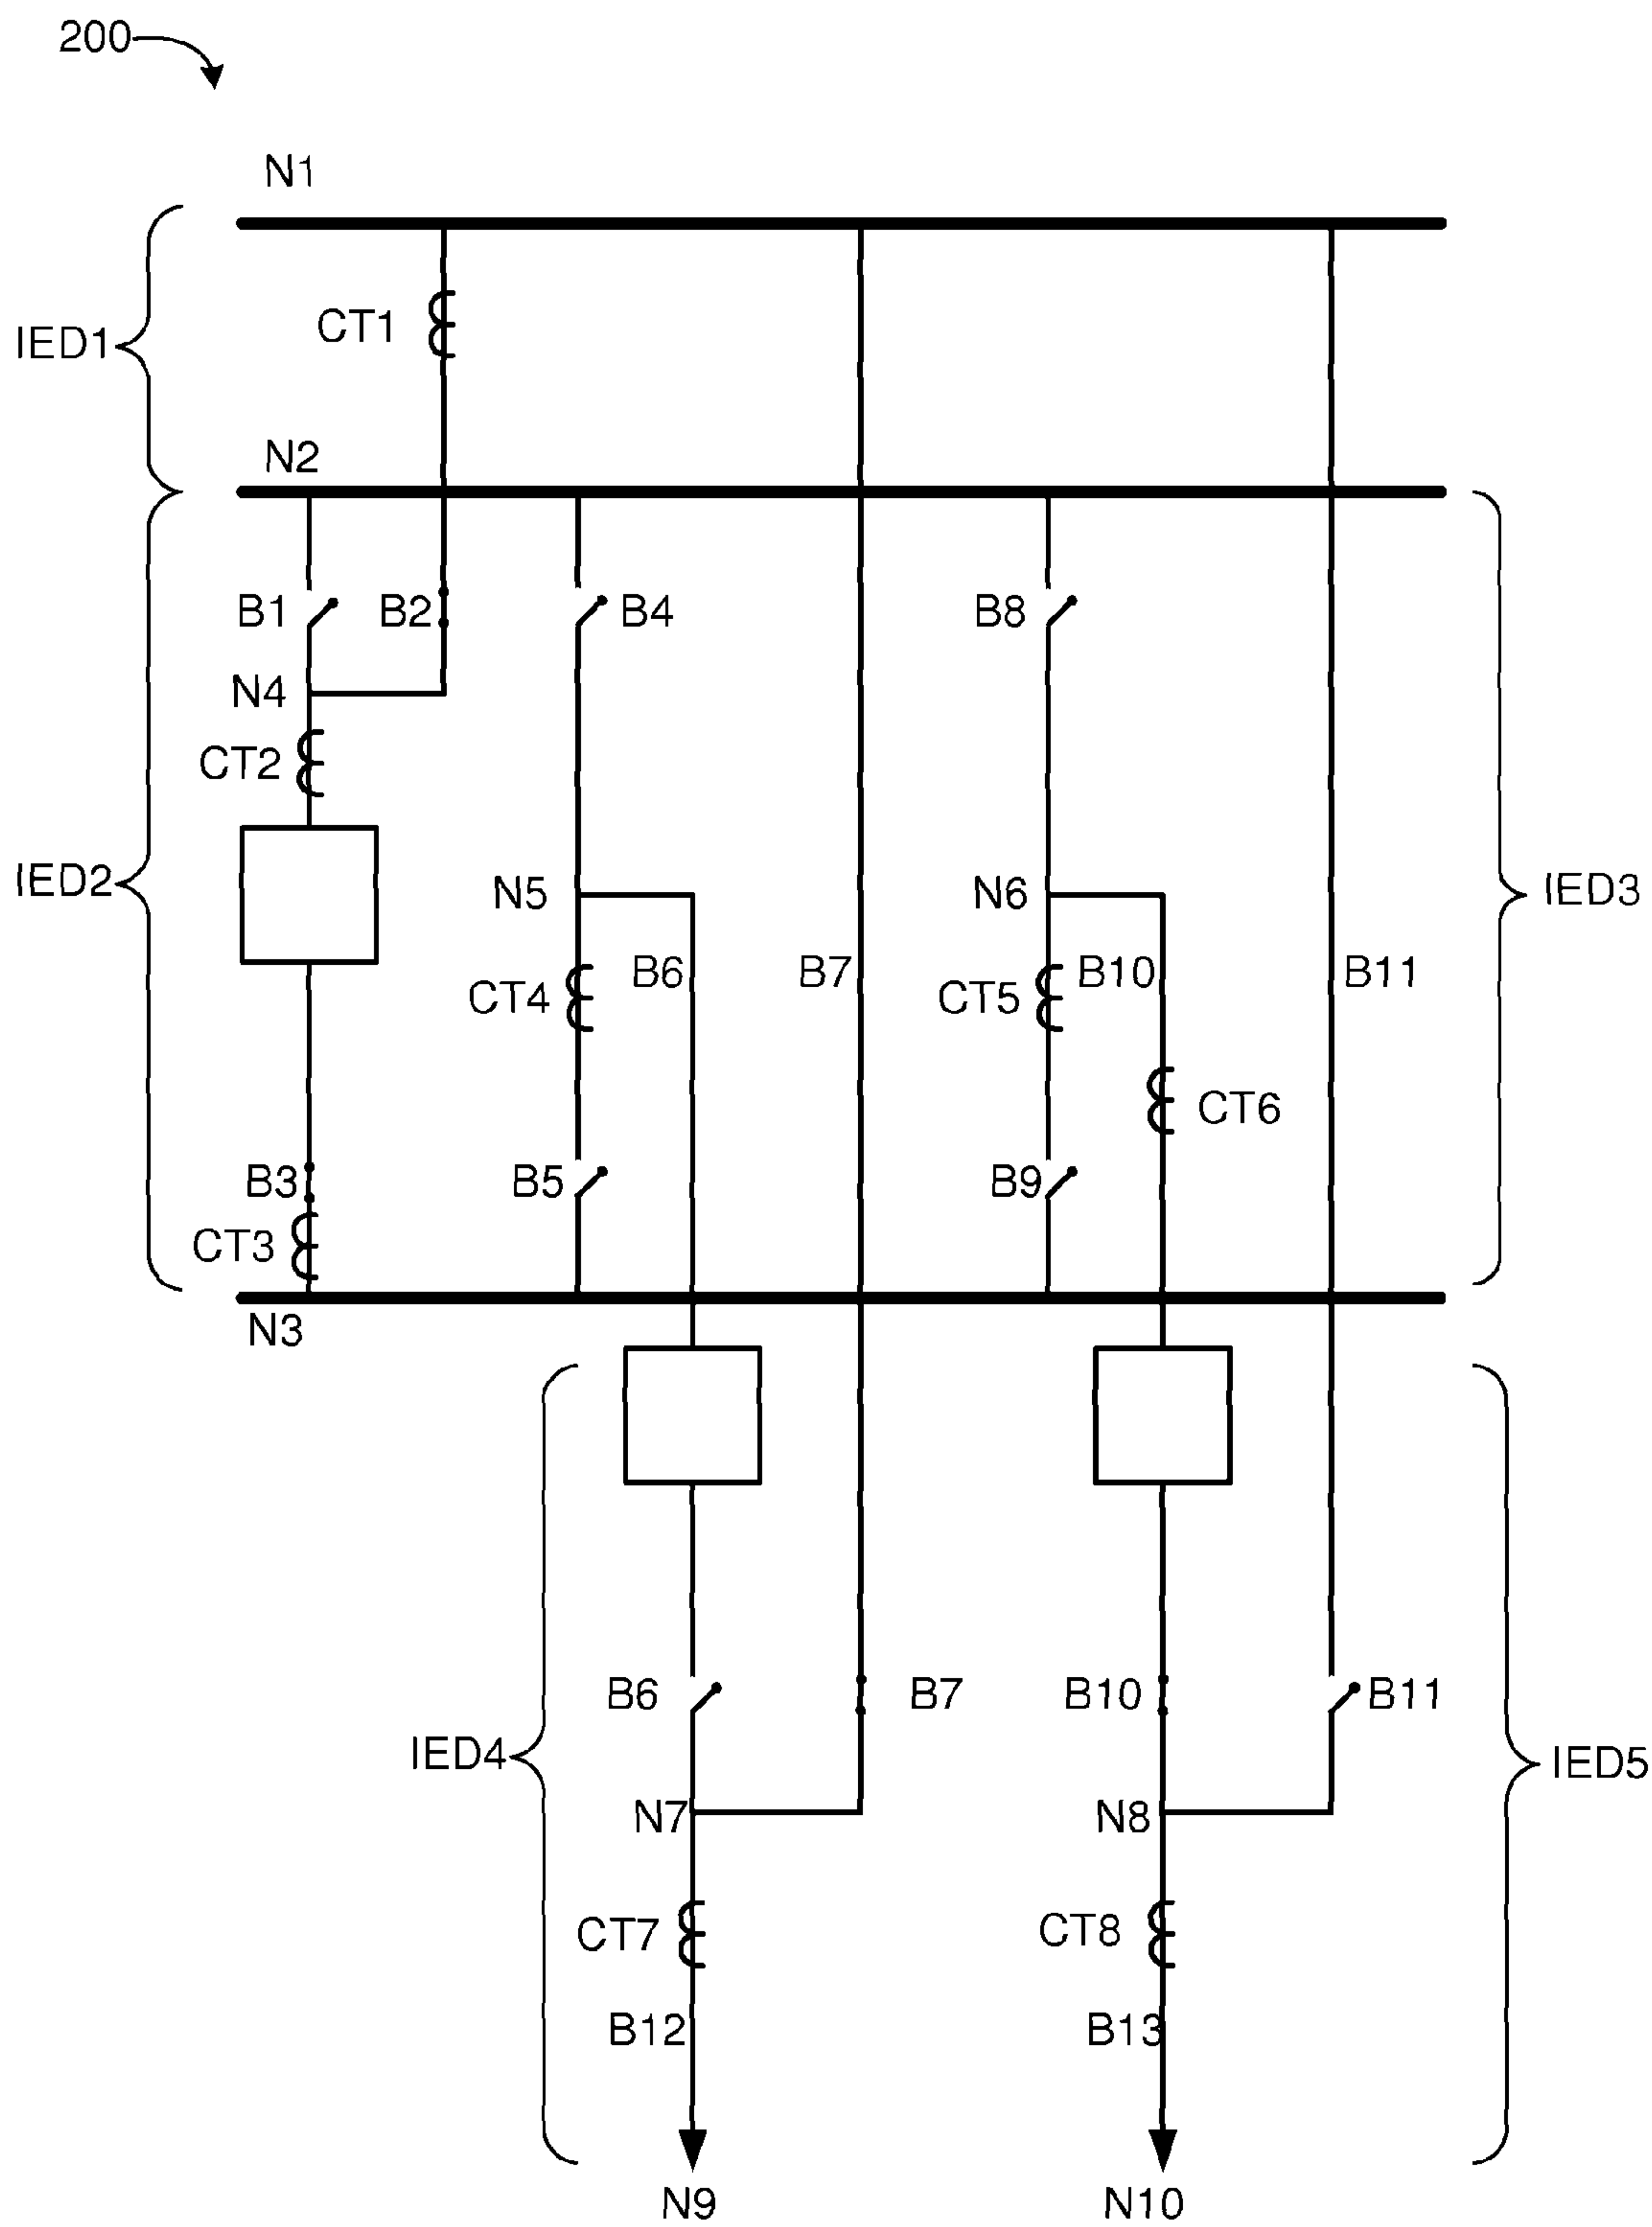 200
N1
CT1
IED1
N2
B1
B2
B4
B8
N4
CT2
IED2
N5
N6
IED3
B6
B7
B10
B11
CT4
CT5
CT6
B3
B5
B9
CT3
N3
B6
B7
B10
B11
IED4
IED5
N7
N8
CT7
CT8
B12
B13
N9
N10